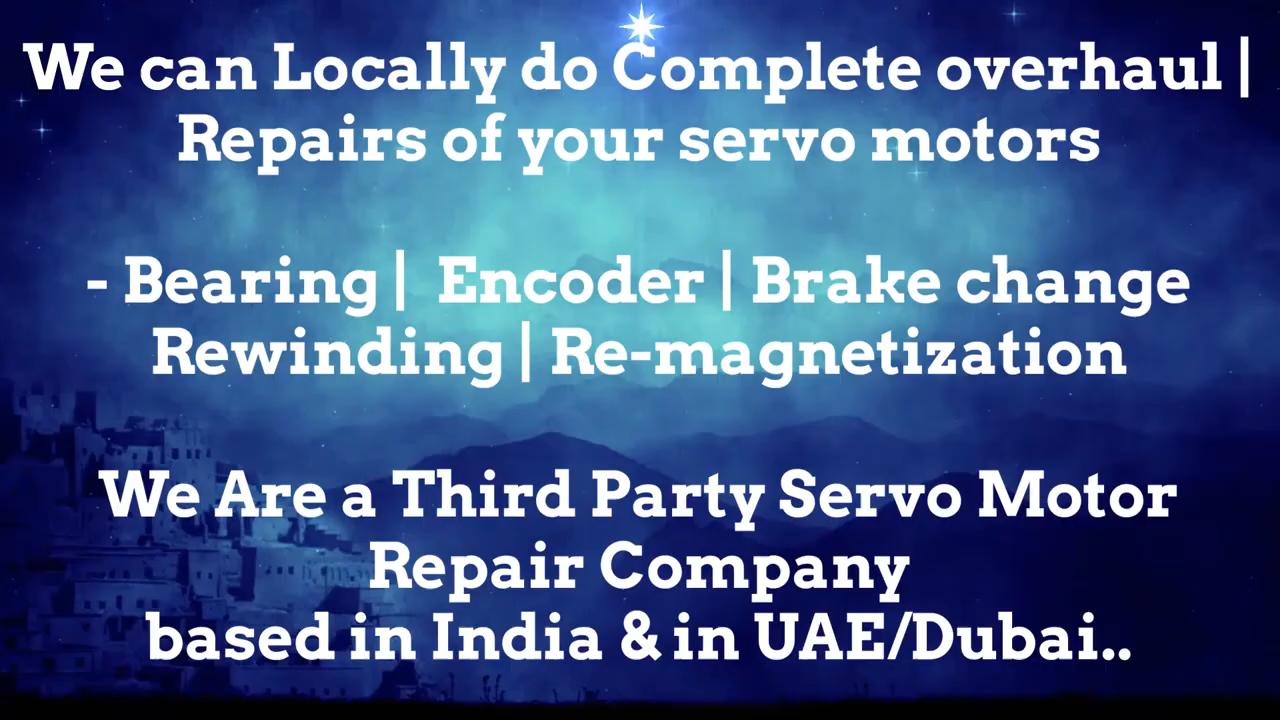 We can Locally do Complete overhaul |
Repairs of your servo motors
- Bearing | Encoder | Brake change
Rewinding | Re-magnetization
We Are a Third Party Servo Motor
Repair Company
based in India & in UAE/Dubai..